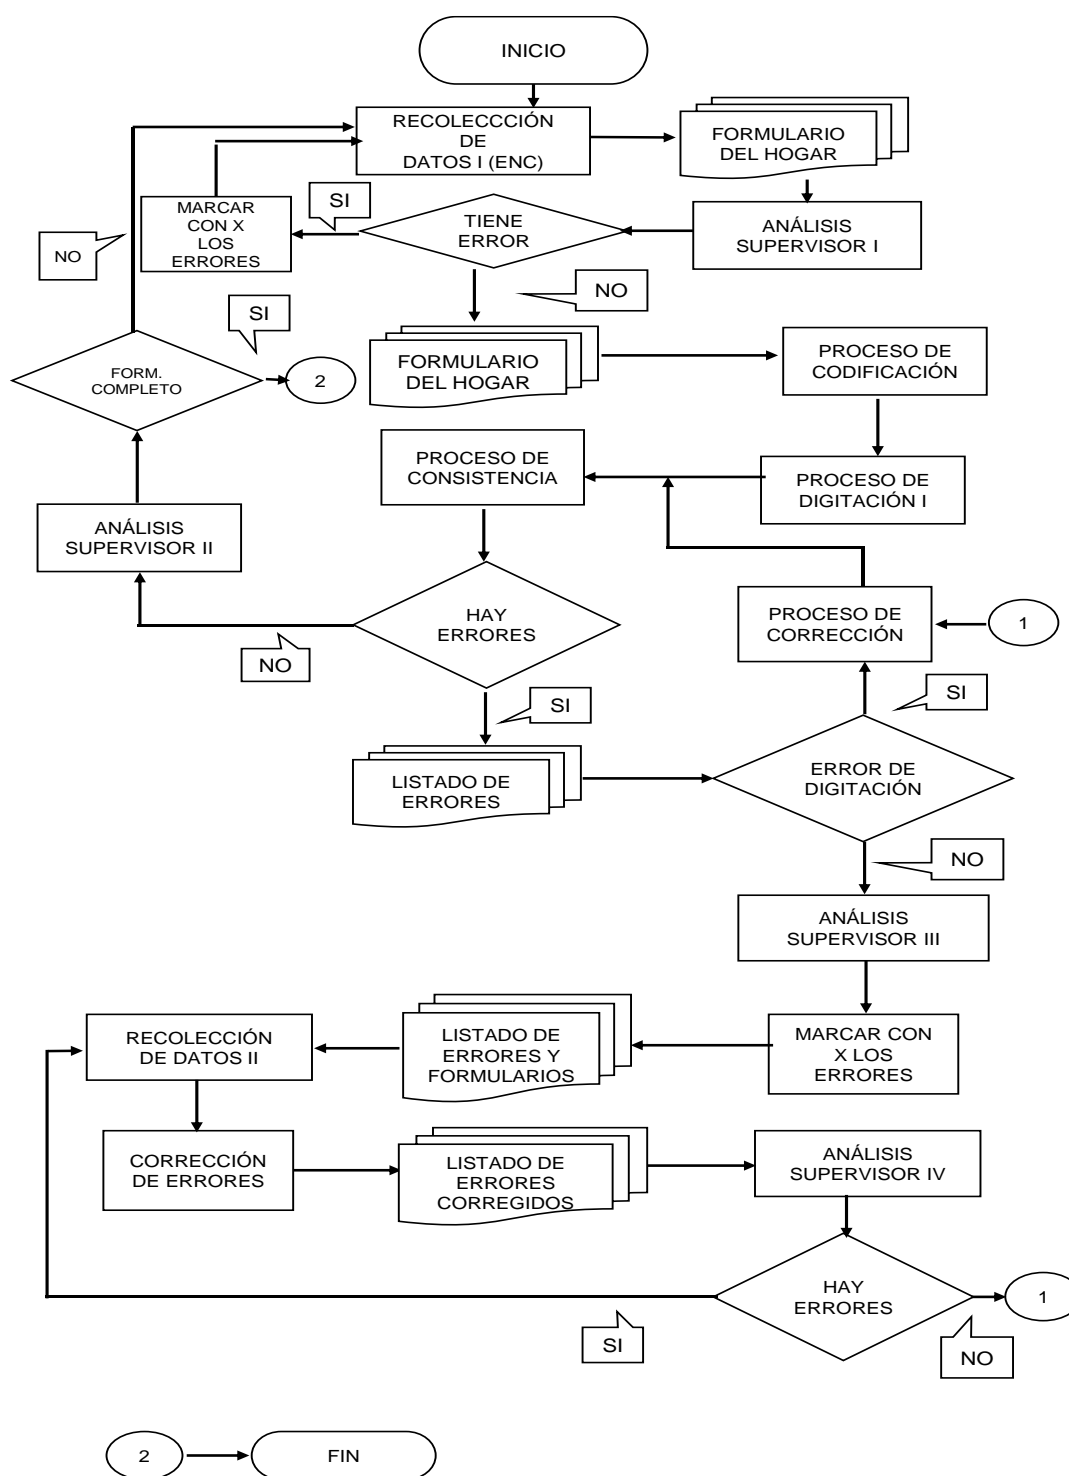 INICIO
RECOLECCCIÓN
DE
DATOS I (ENC)
FORMULARIO
DEL HOGAR
ANÁLISIS
SUPERVISOR I
TIENE
ERROR
SI
MARCAR
CON X
LOS
ERRORES
NO
NO
FORMULARIO
DEL HOGAR
PROCESO DE
CODIFICACIÓN
PROCESO DE
DIGITACIÓN I
PROCESO DE
CONSISTENCIA
HAY
ERRORES
NO
ANÁLISIS
SUPERVISOR II
FORM.
COMPLETO
SI
2
SI
LISTADO DE
ERRORES
ERROR DE
DIGITACIÓN
SI
PROCESO DE
CORRECCIÓN
1
NO
ANÁLISIS
SUPERVISOR III
MARCAR CON
X LOS
ERRORES
LISTADO DE
ERRORES Y
FORMULARIOS
RECOLECCIÓN
DE DATOS II
CORRECCIÓN
DE ERRORES
LISTADO DE
ERRORES
CORREGIDOS
ANÁLISIS
SUPERVISOR IV
HAY
ERRORES
SI
NO
1
2
FIN